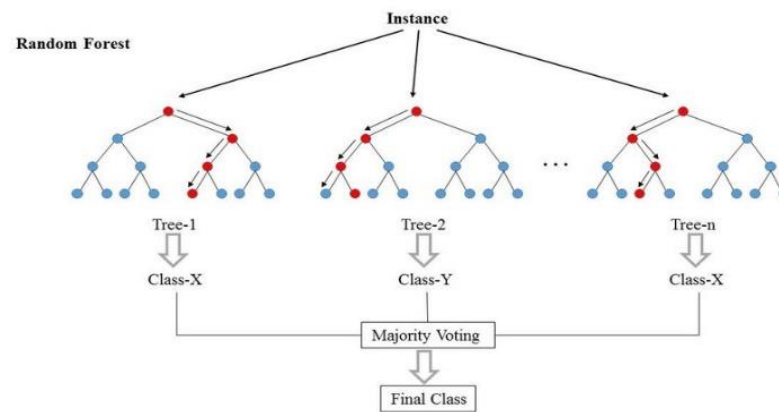 Instance
Random Forest
...
Tree-1 Tree-2 Tree-n
Class-X Class-Y Class-X
Majority Voting
Final Class